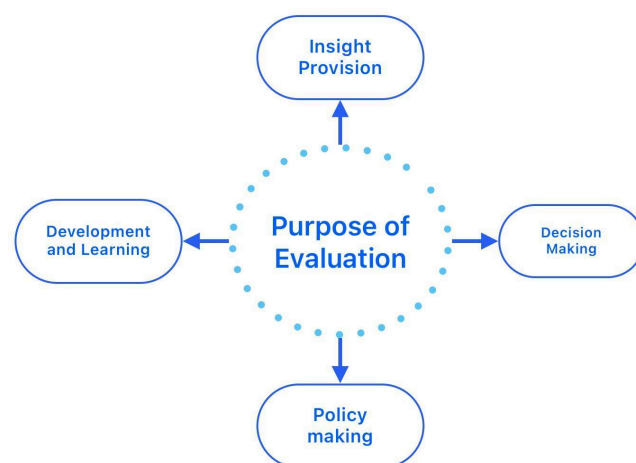 Insight
Provision
Development
and Learning
Purpose of
Evaluation
Decision
Making
Policy
making